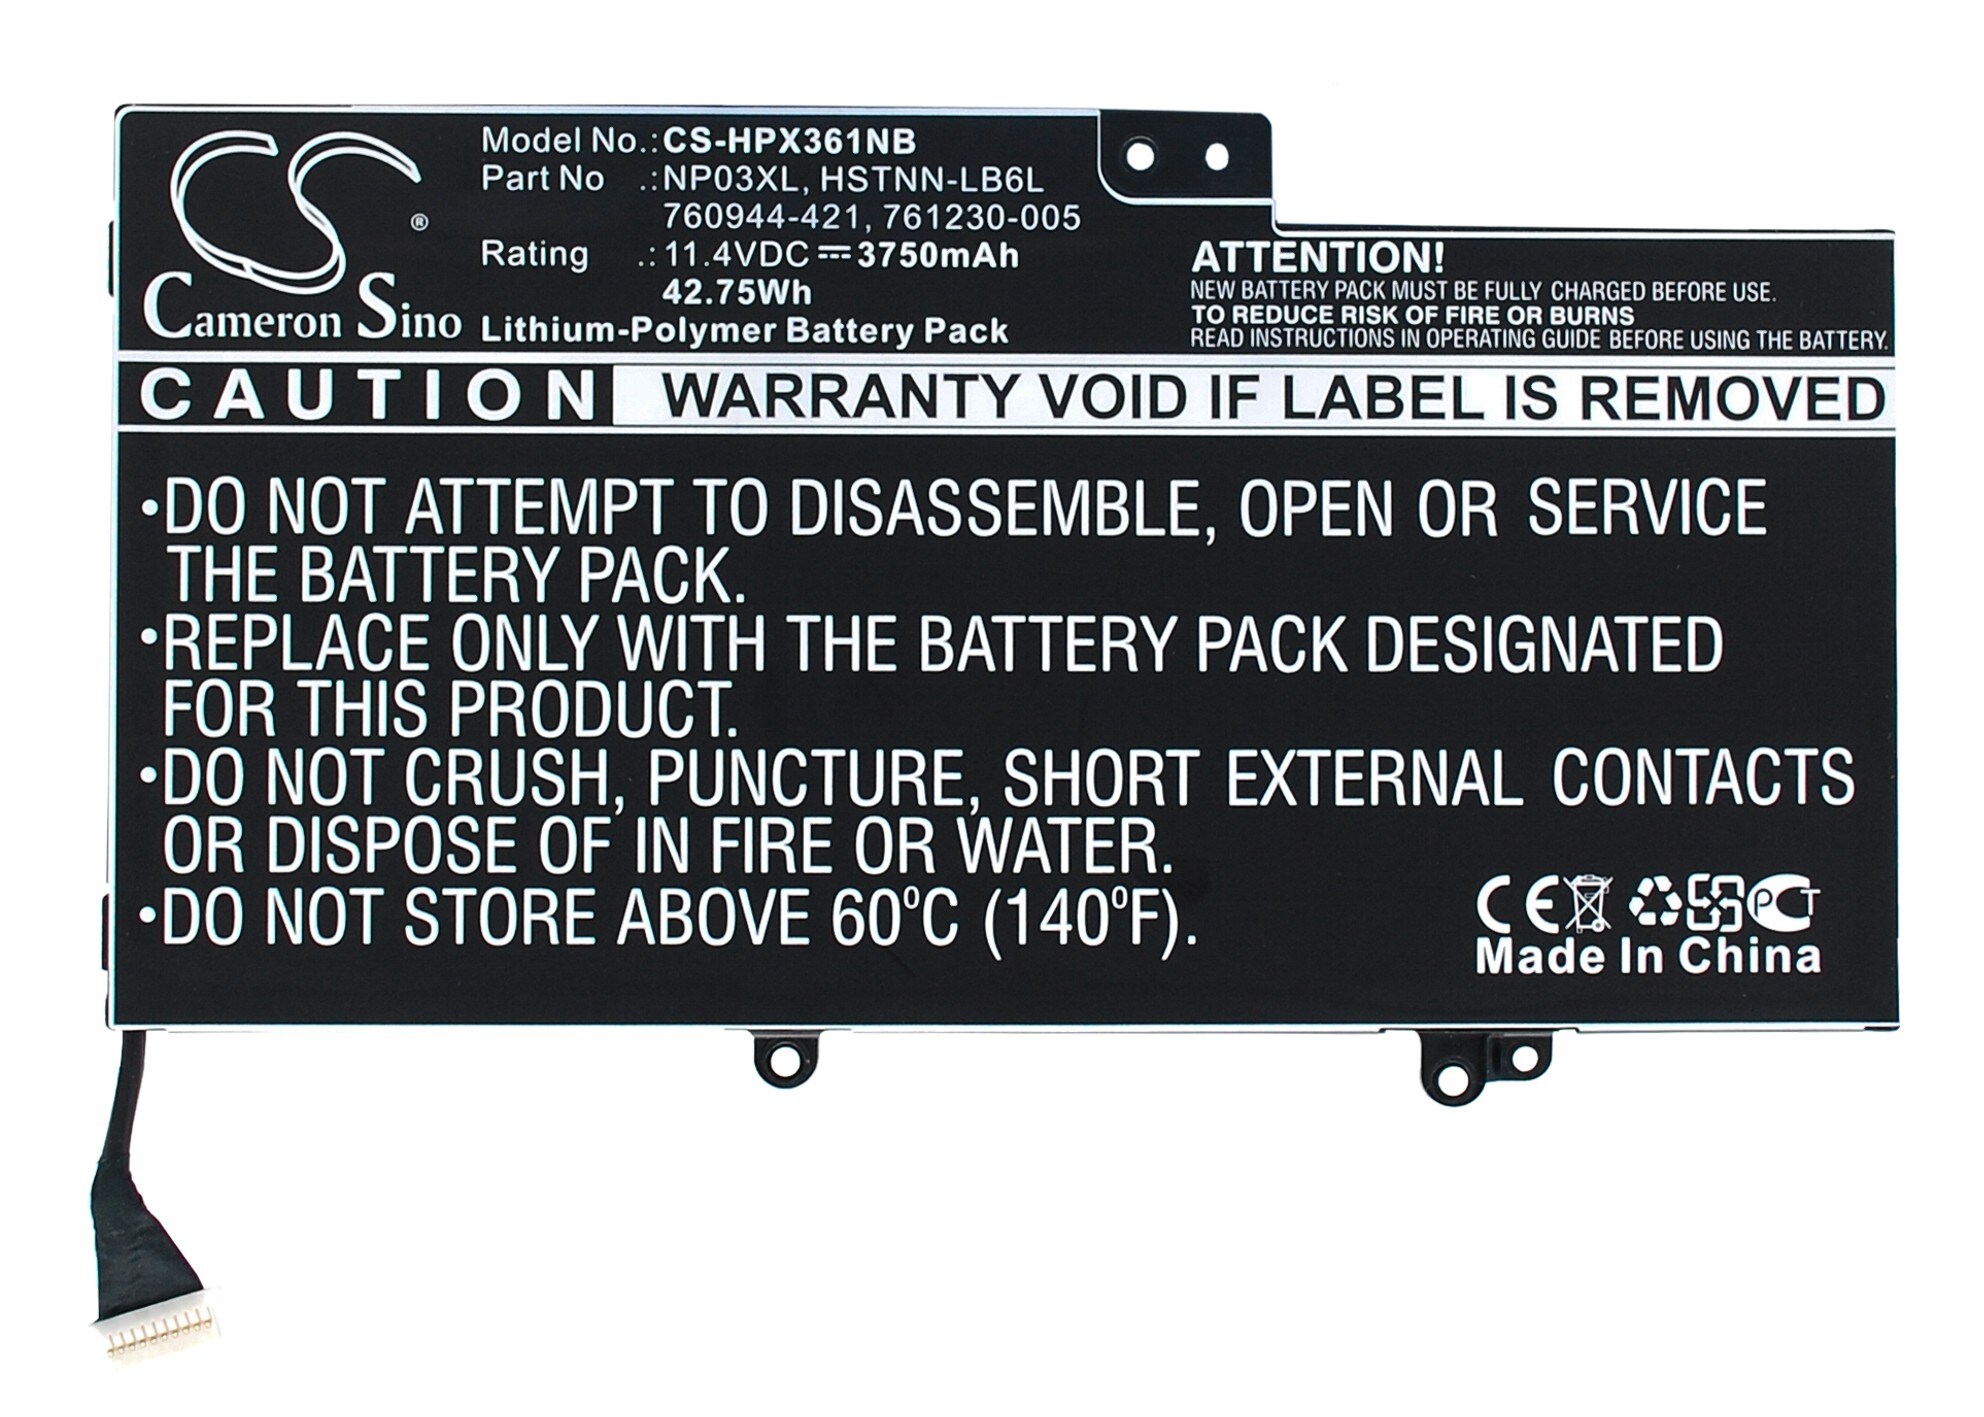 CS
®
Cameron Sino
Model No.:CS-HPX361NB
Part No .:NP03XL, HSTNN-LB6L
760944-421, 761230-005
Rating .:11.4VDC ⎓ 3750mAh
42.75Wh
Lithium-Polymer Battery Pack
ATTENTION!
NEW BATTERY PACK MUST BE FULLY CHARGED BEFORE USE.
TO REDUCE RISK OF FIRE OR BURNS
READ INSTRUCTIONS IN OPERATING GUIDE BEFORE USING THE BATTERY.
CAUTION WARRANTY VOID IF LABEL IS REMOVED
•DO NOT ATTEMPT TO DISASSEMBLE, OPEN OR SERVICE
THE BATTERY PACK.
•REPLACE ONLY WITH THE BATTERY PACK DESIGNATED
FOR THIS PRODUCT.
•DO NOT CRUSH, PUNCTURE, SHORT EXTERNAL CONTACTS
OR DISPOSE OF IN FIRE OR WATER.
•DO NOT STORE ABOVE 60°C (140°F).
CE PCT
Made In China